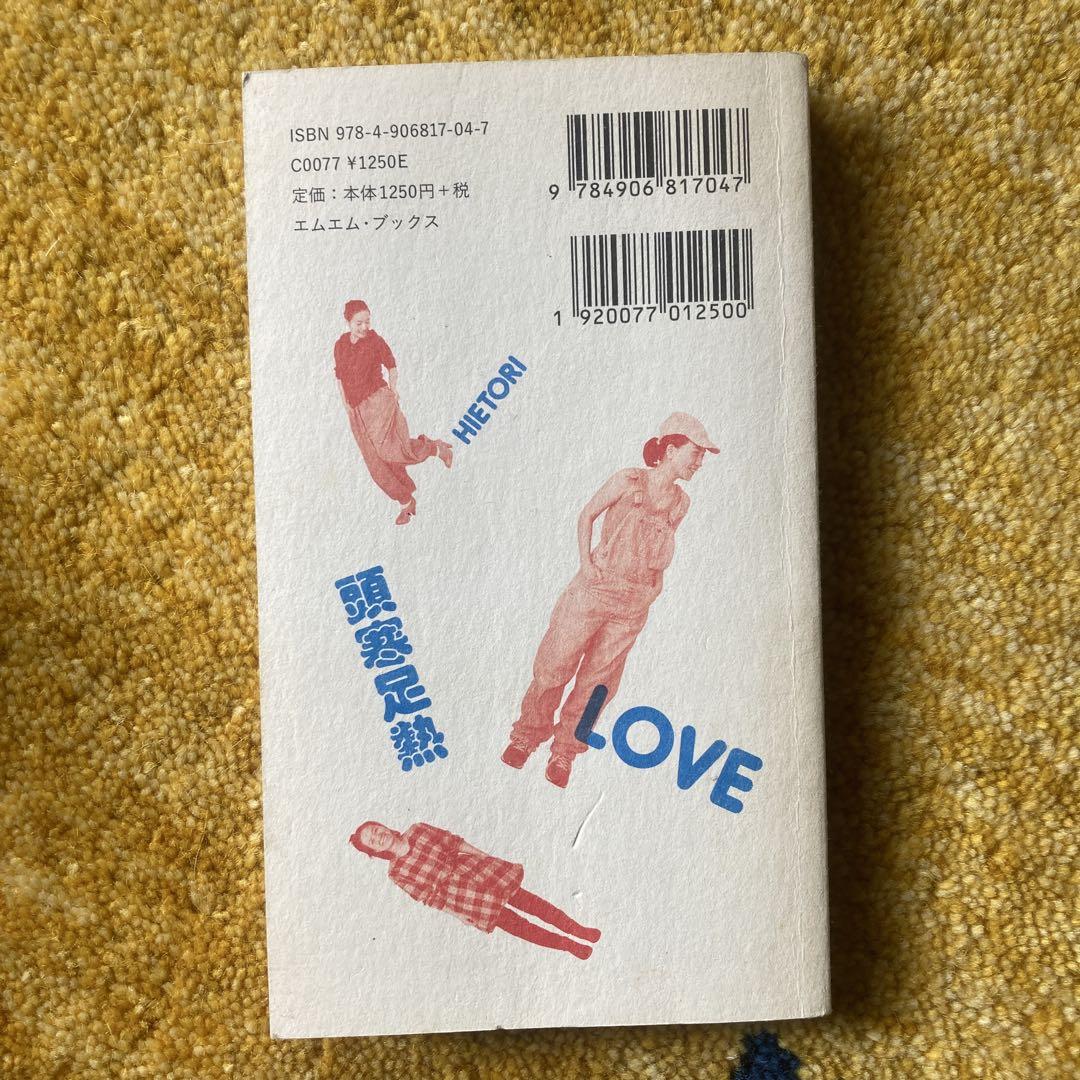 ISBN 978-4-906817-04-7
C0077 ¥1250E
定価：本体1250円＋税
エムエム・ブックス
9 784906 817047
1 920077 012500
HIETORI
頭寒足熱
LOVE